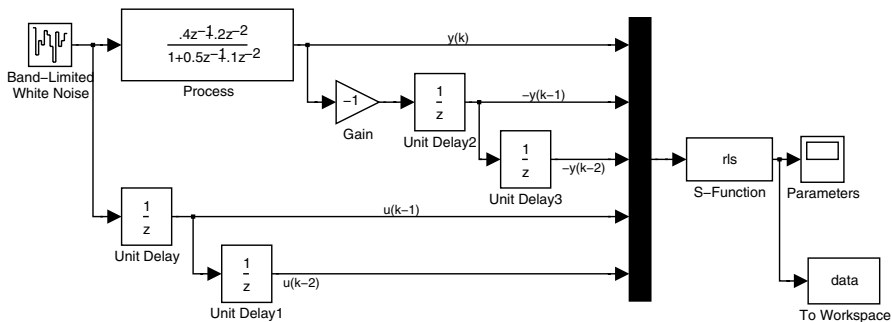 .4z⁻¹-.2z⁻²
1+0.5z⁻¹-.1z⁻²
Band-Limited
White Noise
Process
y(k)
-1
Gain
1
z
Unit Delay2
-y(k-1)
1
z
Unit Delay3
-y(k-2)
rls
S-Function
Parameters
1
z
Unit Delay
u(k-1)
1
z
Unit Delay1
u(k-2)
data
To Workspace